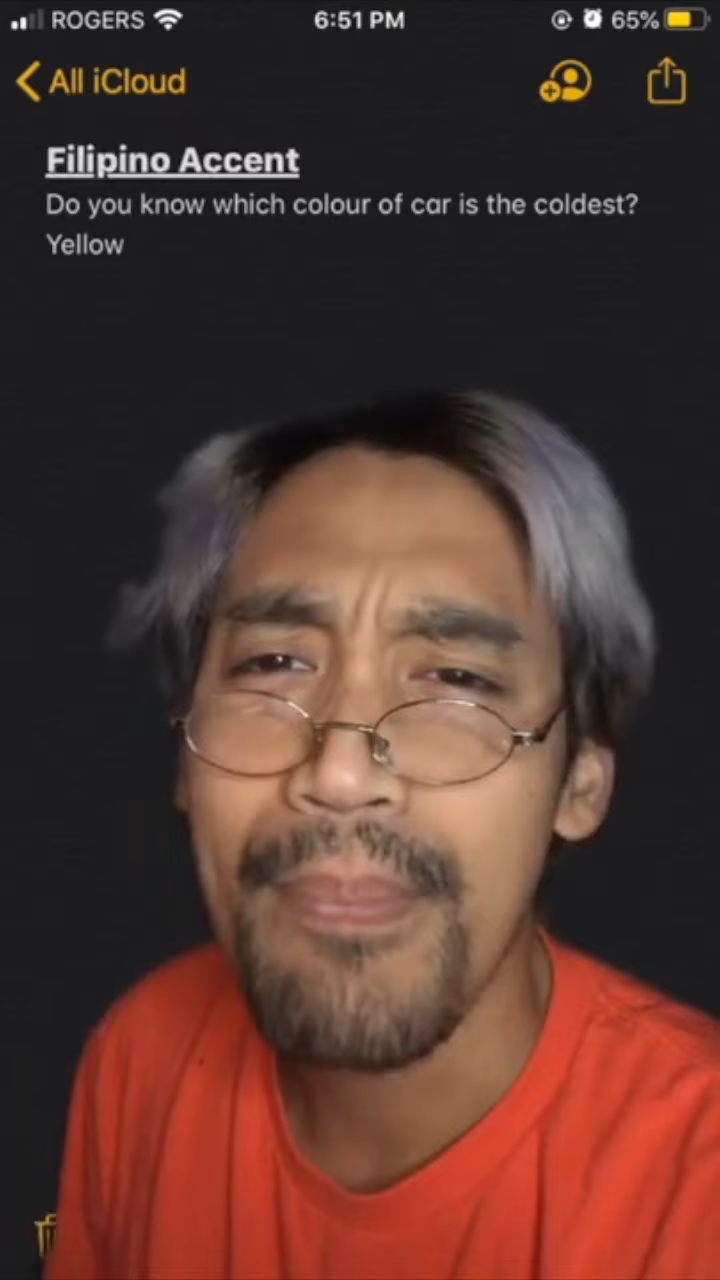 ROGERS 6:51 PM 65%
All iCloud
Filipino Accent
Do you know which colour of car is the coldest?
Yellow